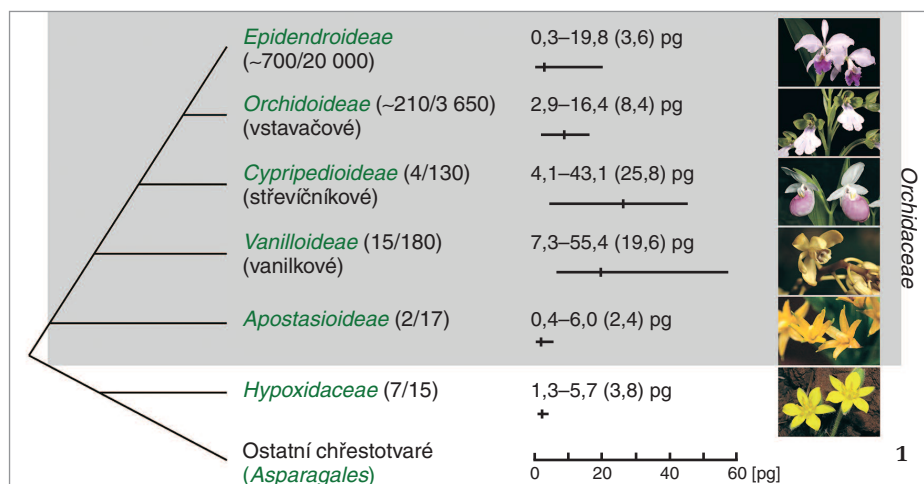 Epidendroideae
(~700/20 000)
0,3–19,8 (3,6) pg
Orchidoideae (~210/3 650)
(vstavačové)
2,9–16,4 (8,4) pg
Cypripedioideae (4/130)
(střevíčníkové)
4,1–43,1 (25,8) pg
Vanilloideae (15/180)
(vanilkové)
7,3–55,4 (19,6) pg
Apostasioideae (2/17)
0,4–6,0 (2,4) pg
Orchidaceae
Hypoxidaceae (7/15)
1,3–5,7 (3,8) pg
Ostatní chřestotvaré
(Asparagales)
0 20 40 60 [pg]
1